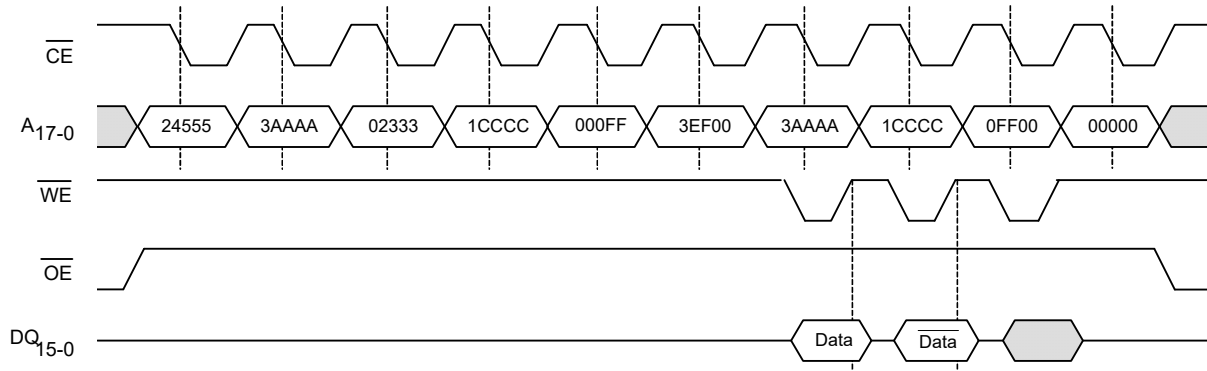 CE
A17-0 24555 3AAAA 02333 1CCCC 000FF 3EF00 3AAAA 1CCCC 0FF00 00000
WE
OE
DQ15-0 Data Data